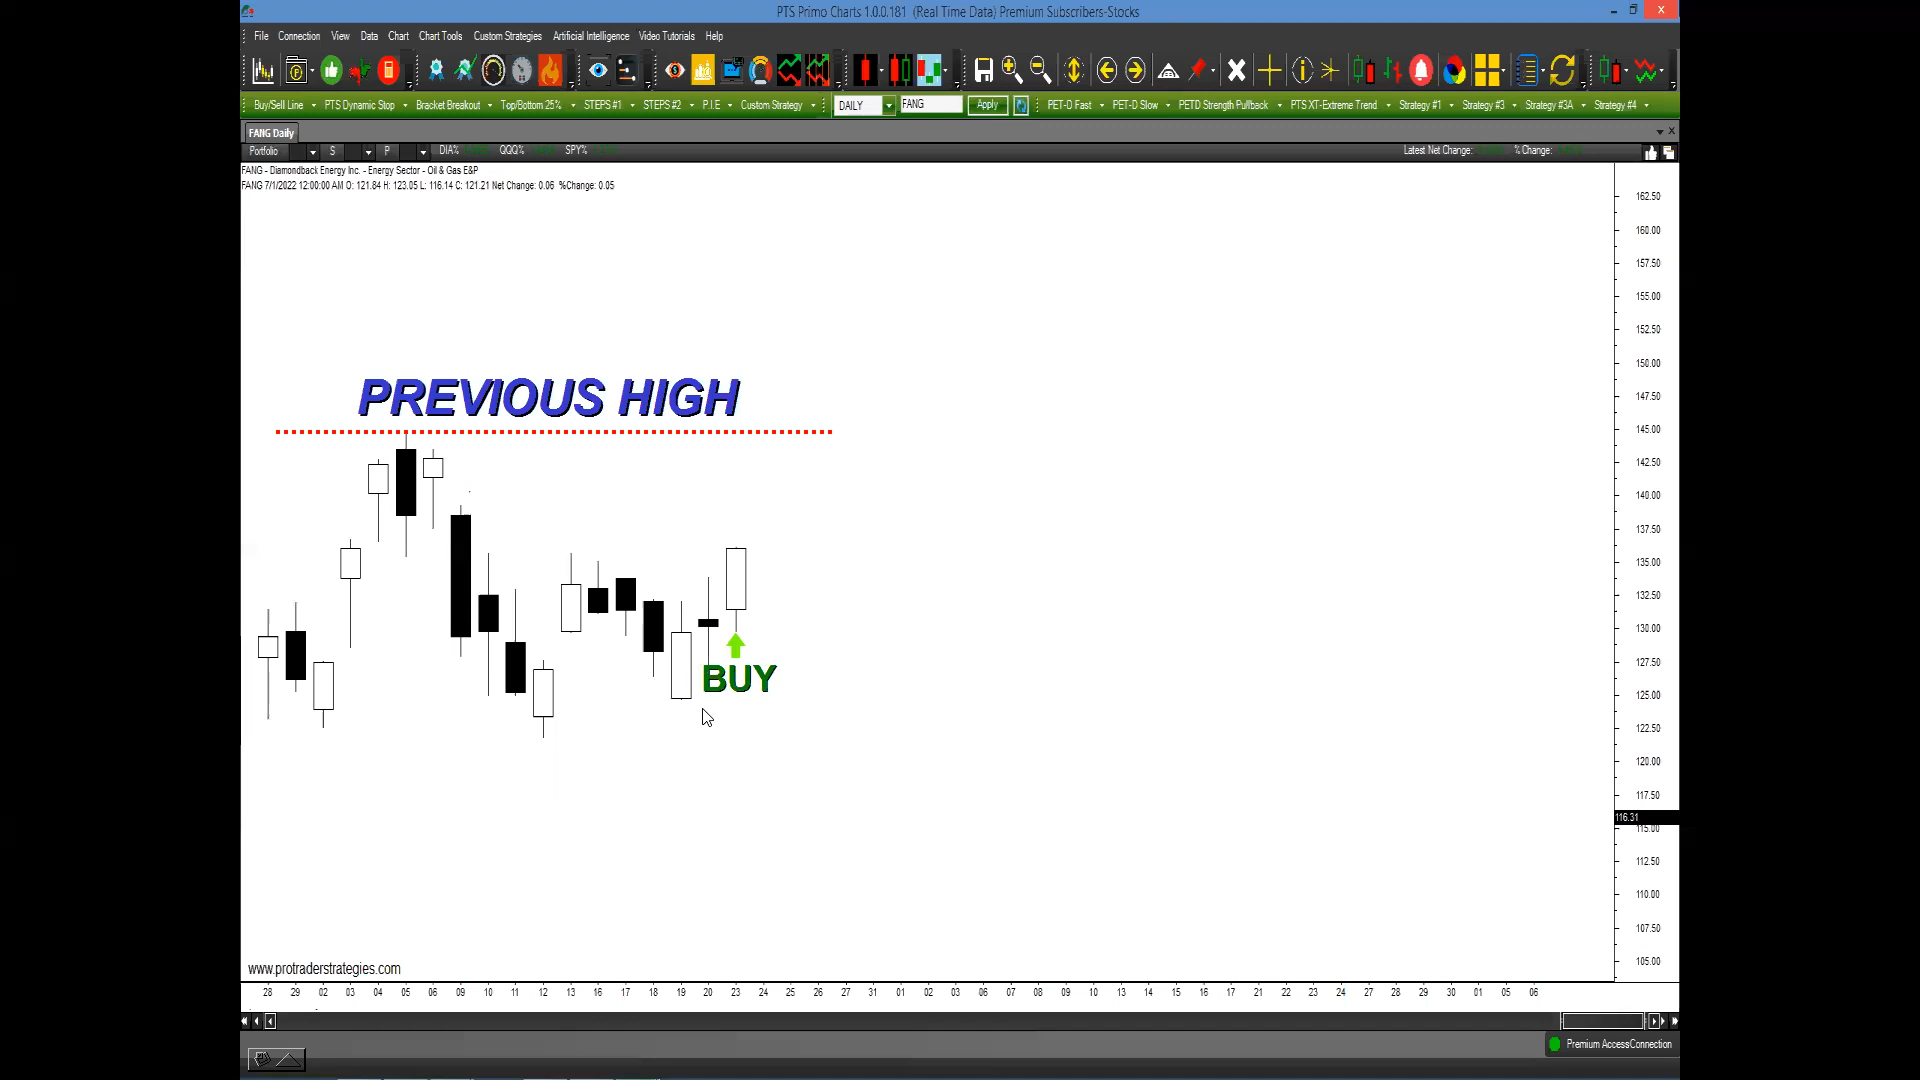 PTS Primo Charts 1.0.0.181 (Real Time Data) Premium Subscribers-Stocks
File Connection View Data Chart Chart Tools Custom Strategies Artificial Intelligence Video Tutorials Help
Buy/Sell Line PTS Dynamic Stop Bracket Breakout Top/Bottom 25% STEPS #1 STEPS #2 P.I.E Custom Strategy DAILY FANG Apply PET-D Fast PET-D Slow PETD Strength Pullback PTS XT-Extreme Trend Strategy #1 Strategy #3 Strategy #3A Strategy #4
FANG Daily
Portfolio S P DIA% QQQ% SPY% Latest Net Change: % Change:
FANG - Diamondback Energy Inc. - Energy Sector - Oil & Gas E&P
FANG 7/1/2022 12:00:00 AM O: 121.84 H: 123.05 L: 116.14 C: 121.21 Net Change: 0.06 %Change: 0.05
162.50
160.00
157.50
155.00
152.50
150.00
147.50
PREVIOUS HIGH
145.00
142.50
140.00
137.50
135.00
132.50
130.00
127.50
BUY
125.00
122.50
120.00
117.50
116.31
115.00
112.50
110.00
107.50
105.00
www.protraderstrategies.com
28 29 02 03 04 05 06 09 10 11 12 13 16 17 18 19 20 23 24 25 26 27 31 01 02 03 06 07 08 09 10 13 14 15 16 17 21 22 23 24 27 28 29 30 01 05 06
Premium AccessConnection